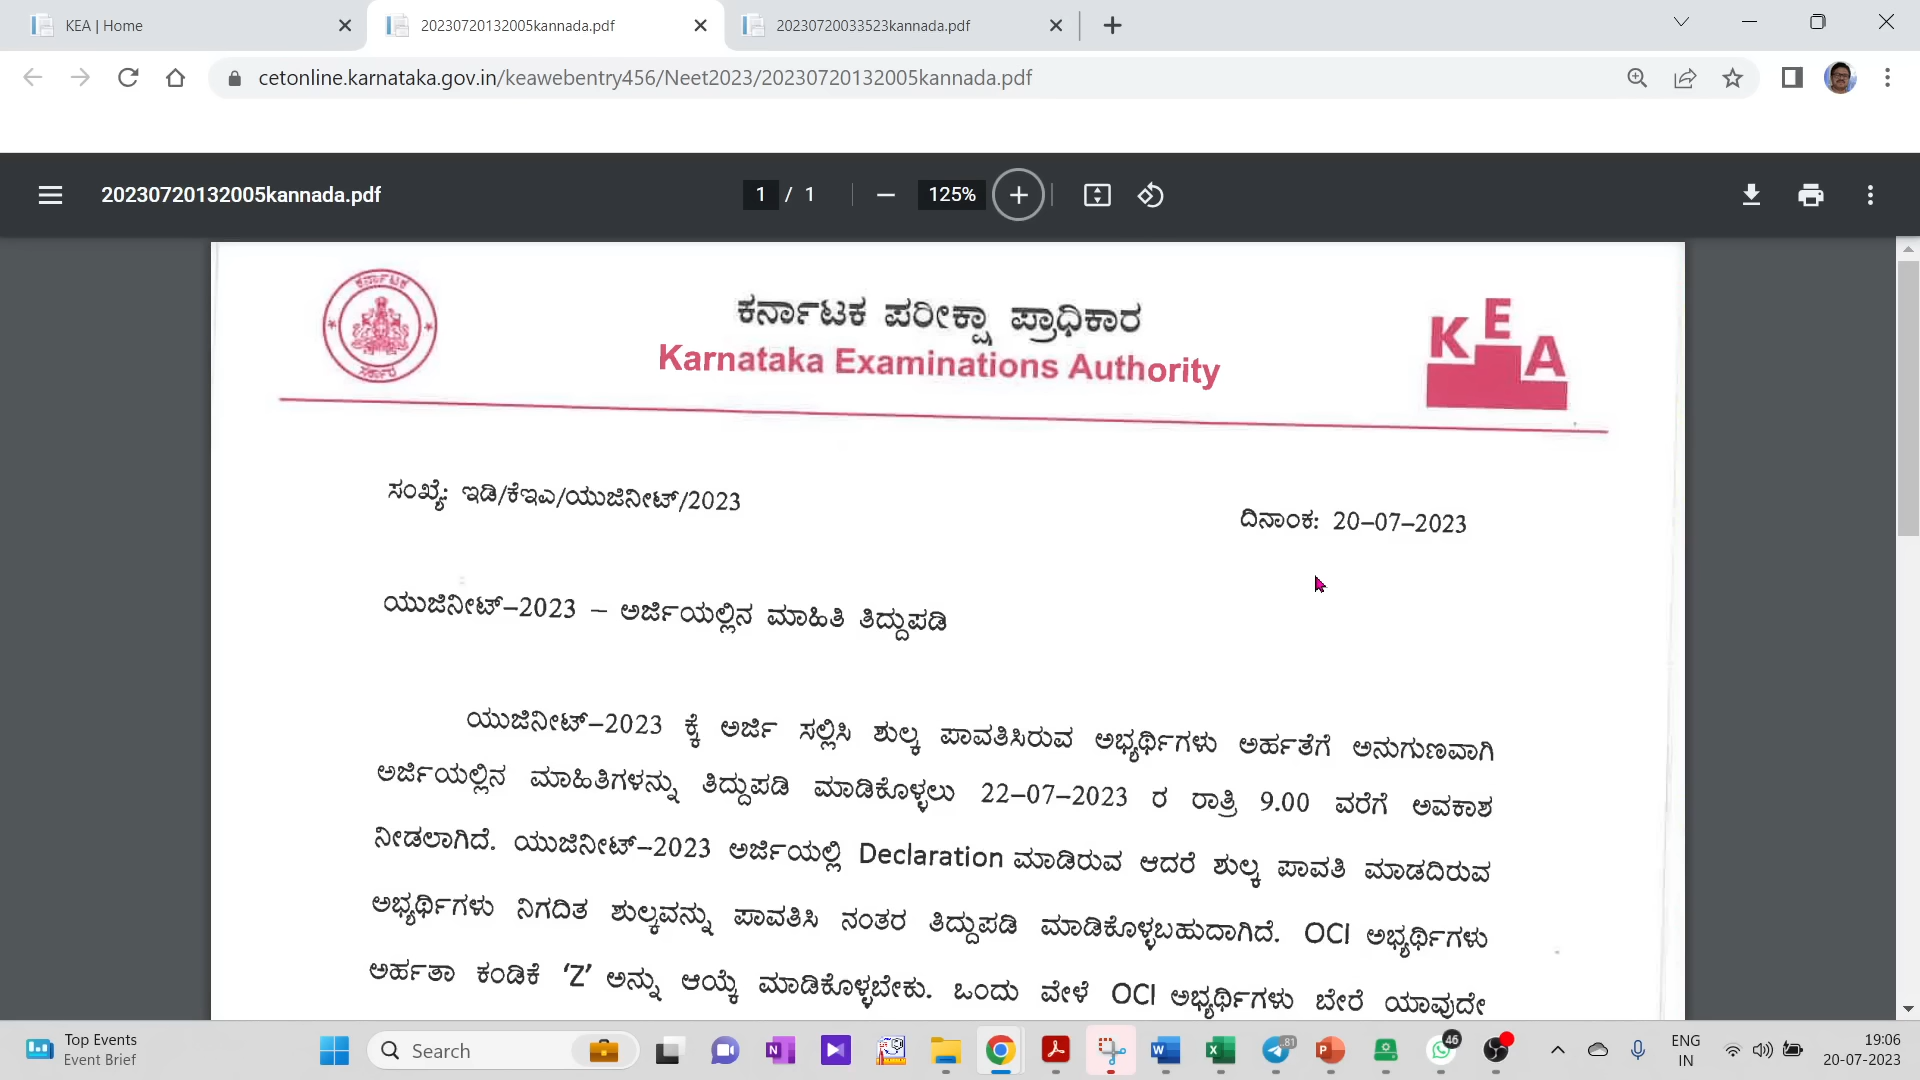 KEA | Home
20230720132005kannada.pdf
20230720033523kannada.pdf
cetonline.karnataka.gov.in/keawebentry456/Neet2023/20230720132005kannada.pdf
20230720132005kannada.pdf
1 / 1
125%
ಕರ್ನಾಟಕ
ಸರ್ಕಾರ
ಕರ್ನಾಟಕ ಪರೀಕ್ಷಾ ಪ್ರಾಧಿಕಾರ
Karnataka Examinations Authority
KEA
ಸಂಖ್ಯೆ: ಇಡಿ/ಕೆಇಎ/ಯುಜಿನೀಟ್/2023
ದಿನಾಂಕ: 20-07-2023
ಯುಜಿನೀಟ್-2023 – ಅರ್ಜಿಯಲ್ಲಿನ ಮಾಹಿತಿ ತಿದ್ದುಪಡಿ
ಯುಜಿನೀಟ್-2023 ಕ್ಕೆ ಅರ್ಜಿ ಸಲ್ಲಿಸಿ ಶುಲ್ಕ ಪಾವತಿಸಿರುವ ಅಭ್ಯರ್ಥಿಗಳು ಅರ್ಹತೆಗೆ ಅನುಗುಣವಾಗಿ
ಅರ್ಜಿಯಲ್ಲಿನ ಮಾಹಿತಿಗಳನ್ನು ತಿದ್ದುಪಡಿ ಮಾಡಿಕೊಳ್ಳಲು 22-07-2023 ರ ರಾತ್ರಿ 9.00 ವರೆಗೆ ಅವಕಾಶ
ನೀಡಲಾಗಿದೆ. ಯುಜಿನೀಟ್-2023 ಅರ್ಜಿಯಲ್ಲಿ Declaration ಮಾಡಿರುವ ಆದರೆ ಶುಲ್ಕ ಪಾವತಿ ಮಾಡದಿರುವ
ಅಭ್ಯರ್ಥಿಗಳು ನಿಗದಿತ ಶುಲ್ಕವನ್ನು ಪಾವತಿಸಿ ನಂತರ ತಿದ್ದುಪಡಿ ಮಾಡಿಕೊಳ್ಳಬಹುದಾಗಿದೆ. OCI ಅಭ್ಯರ್ಥಿಗಳು
ಅರ್ಹತಾ ಕಂಡಿಕೆ ‘Z’ ಅನ್ನು ಆಯ್ಕೆ ಮಾಡಿಕೊಳ್ಳಬೇಕು. ಒಂದು ವೇಳೆ OCI ಅಭ್ಯರ್ಥಿಗಳು ಬೇರೆ ಯಾವುದೇ
Top Events
Event Brief
Search
81
46
ENG
IN
19:06
20-07-2023